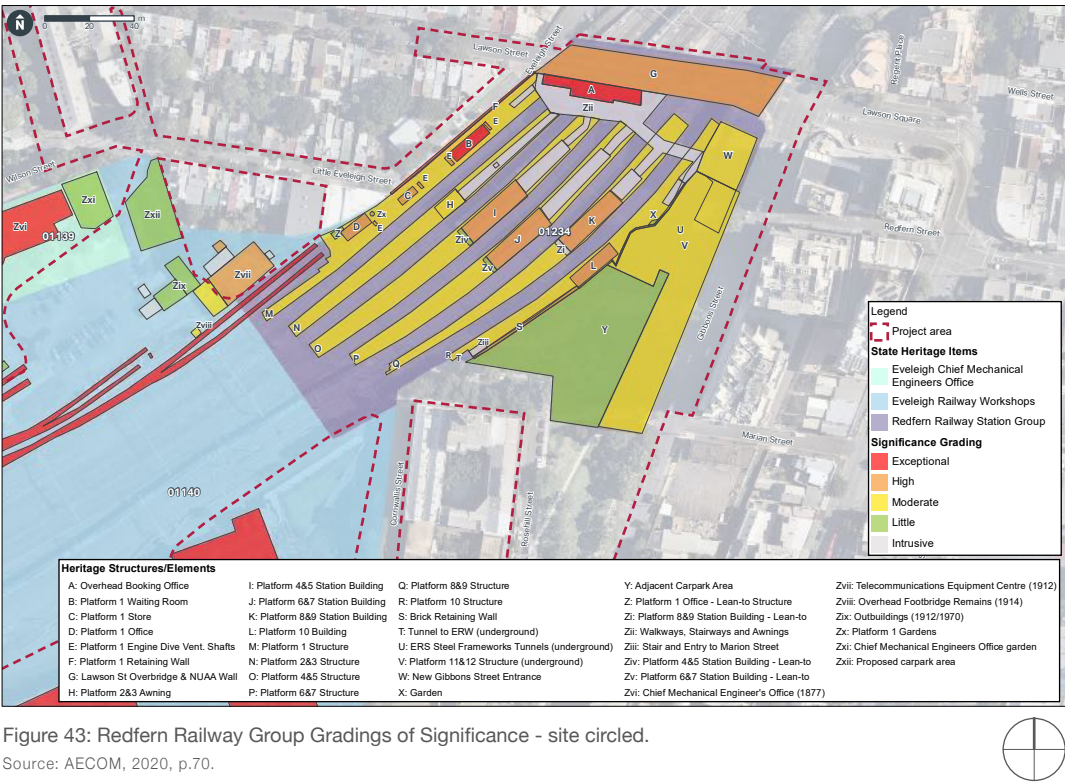 N
0 20 40 m
Lawson Street
Eveleigh Street
Regent Place
Wells Street
Lawson Square
Redfern Street
Gibbons Street
Marian Street
Rosehill Street
Cornwallis Street
Little Eveleigh Street
Wilson Street
G
A
Zii
F
E
B
E
W
E
C
H
Zx
I
K
X
Z
D
E
Zxi
Zxii
Zvi
01139
J
01234
U
Ziv
Zi
V
Zv
L
Zvii
Zix
M
Zviii
N
S
Y
O
Ziii
P
R
T
Q
01140
Legend
Project area
State Heritage Items
Eveleigh Chief Mechanical
Engineers Office
Eveleigh Railway Workshops
Redfern Railway Station Group
Significance Grading
Exceptional
High
Moderate
Little
Intrusive
Heritage Structures/Elements
A: Overhead Booking Office
B: Platform 1 Waiting Room
C: Platform 1 Store
D: Platform 1 Office
E: Platform 1 Engine Dive Vent. Shafts
F: Platform 1 Retaining Wall
G: Lawson St Overbridge & NUAA Wall
H: Platform 2&3 Awning
I: Platform 4&5 Station Building
J: Platform 6&7 Station Building
K: Platform 8&9 Station Building
L: Platform 10 Building
M: Platform 1 Structure
N: Platform 2&3 Structure
O: Platform 4&5 Structure
P: Platform 6&7 Structure
Q: Platform 8&9 Structure
R: Platform 10 Structure
S: Brick Retaining Wall
T: Tunnel to ERW (underground)
U: ERS Steel Frameworks Tunnels (underground)
V: Platform 11&12 Structure (underground)
W: New Gibbons Street Entrance
X: Garden
Y: Adjacent Carpark Area
Z: Platform 1 Office - Lean-to Structure
Zi: Platform 8&9 Station Building - Lean-to
Zii: Walkways, Stairways and Awnings
Ziii: Stair and Entry to Marion Street
Ziv: Platform 4&5 Station Building - Lean-to
Zv: Platform 6&7 Station Building - Lean-to
Zvi: Chief Mechanical Engineer's Office (1877)
Zvii: Telecommunications Equipment Centre (1912)
Zviii: Overhead Footbridge Remains (1914)
Zix: Outbuildings (1912/1970)
Zx: Platform 1 Gardens
Zxi: Chief Mechanical Engineers Office garden
Zxii: Proposed carpark area
Figure 43: Redfern Railway Group Gradings of Significance - site circled.
Source: AECOM, 2020, p.70.